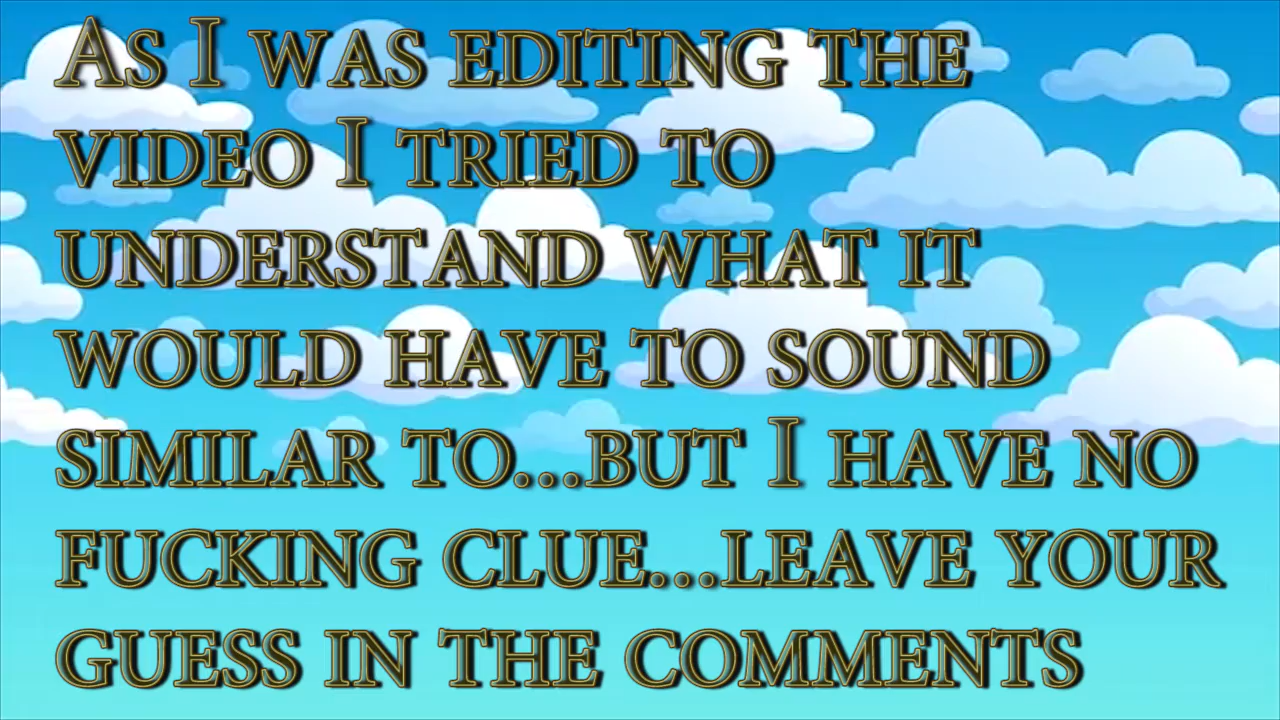 As I was editing the
video I tried to
understand what it
would have to sound
similar to...but I have no
fucking clue...leave your
guess in the comments